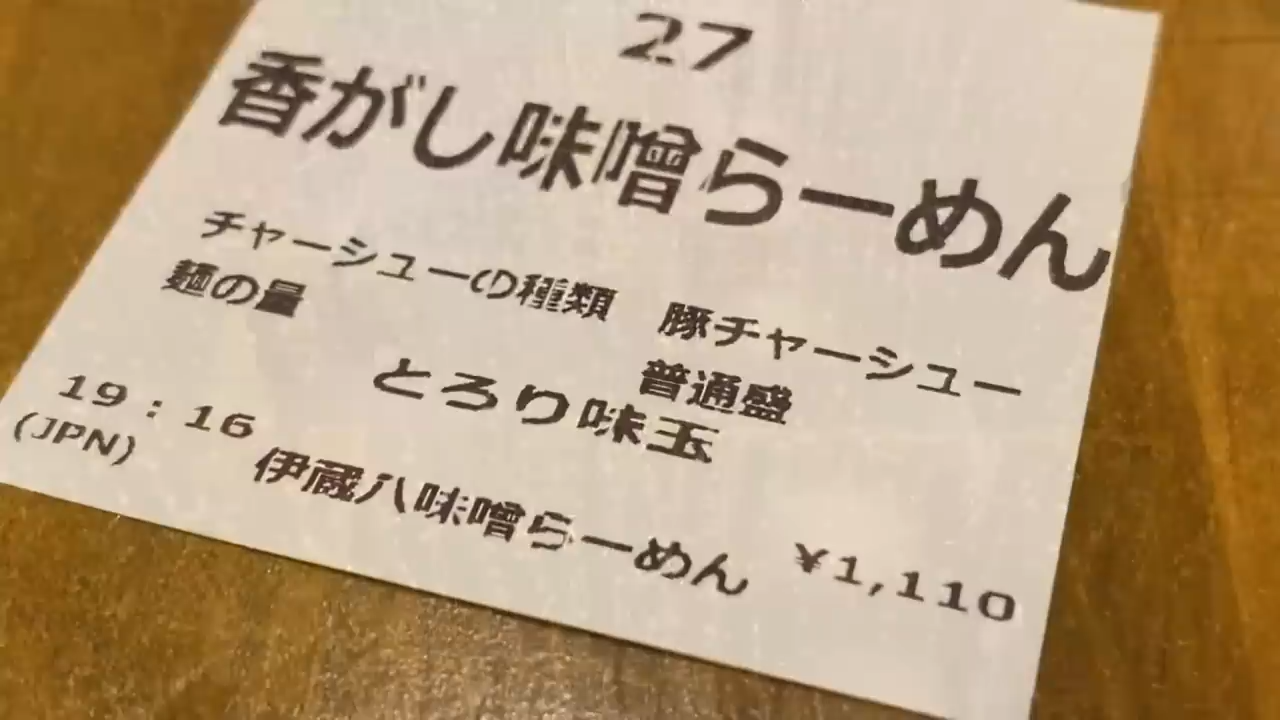 27
香がし味噌らーめん
チャーシューの種類 豚チャーシュー
麺の量 普通盛
とろり味玉
19:16
(JPN) 伊蔵八味噌らーめん ¥1,110